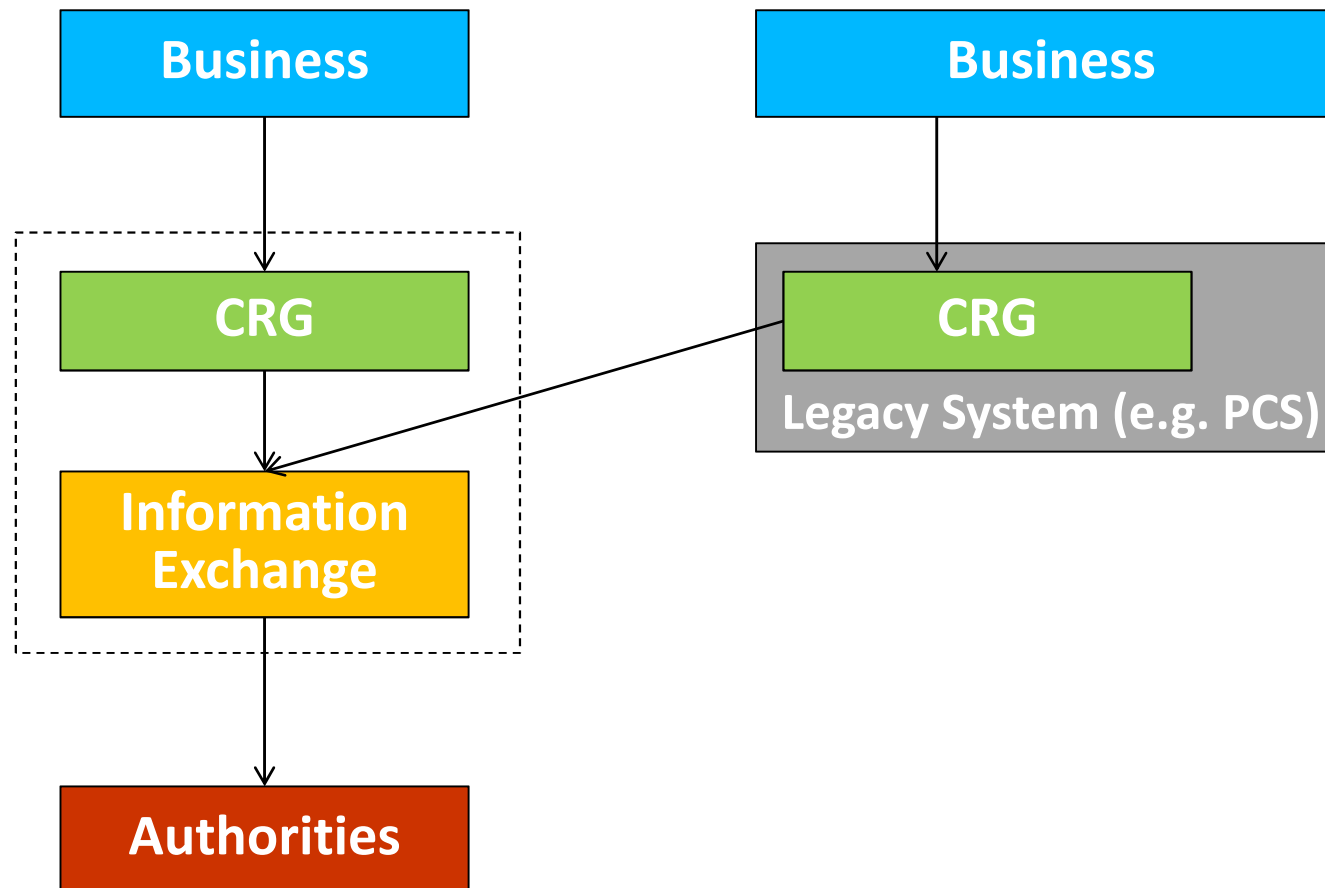 Business
Business
CRG
CRG
Legacy System (e.g. PCS)
Information
Exchange
Authorities